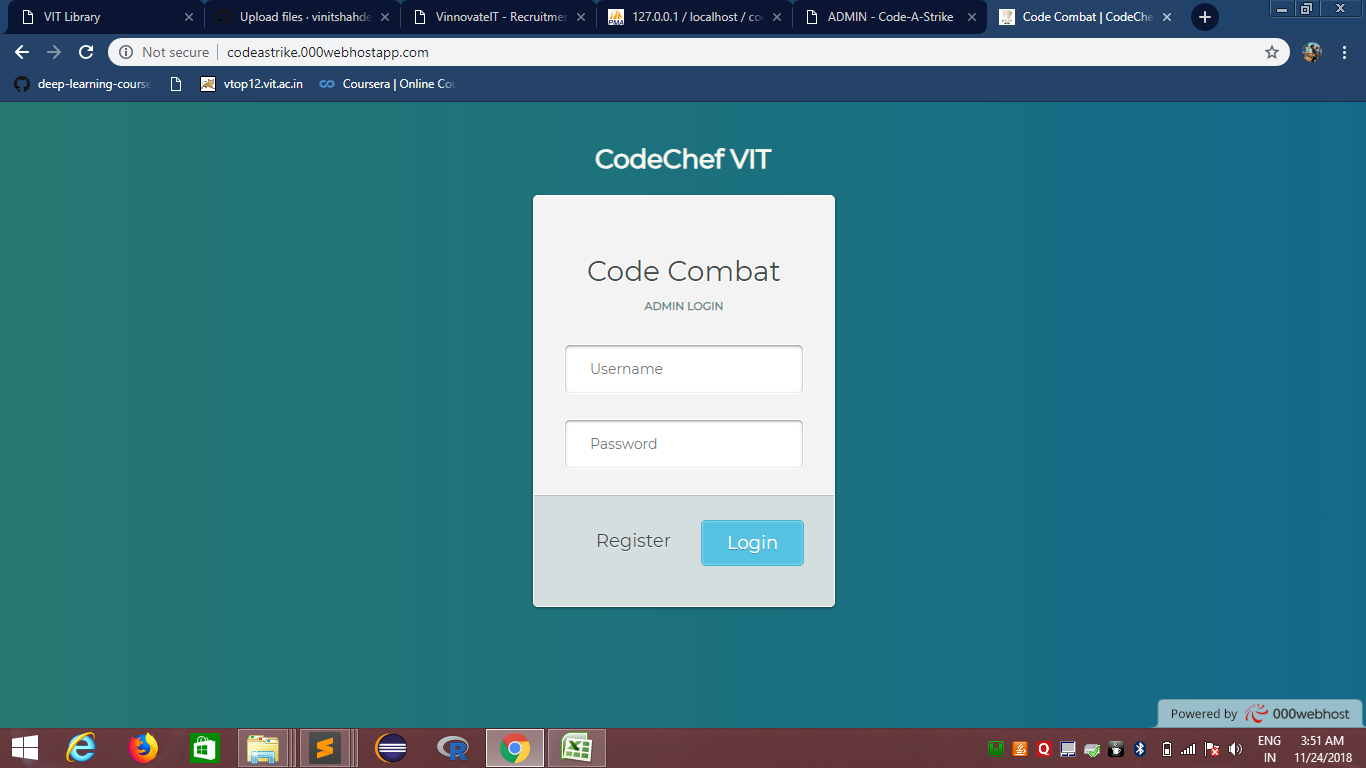 VIT Library
Upload files · vinitshahde
VinnovateIT - Recruitmen
127.0.0.1 / localhost / co
ADMIN - Code-A-Strike
Code Combat | CodeChe
Not secure | codeastrike.000webhostapp.com
deep-learning-course
vtop12.vit.ac.in
Coursera | Online Cou
CodeChef VIT
Code Combat
ADMIN LOGIN
Username
Password
Register
Login
Powered by 000webhost
ENG
IN
3:51 AM
11/24/2018